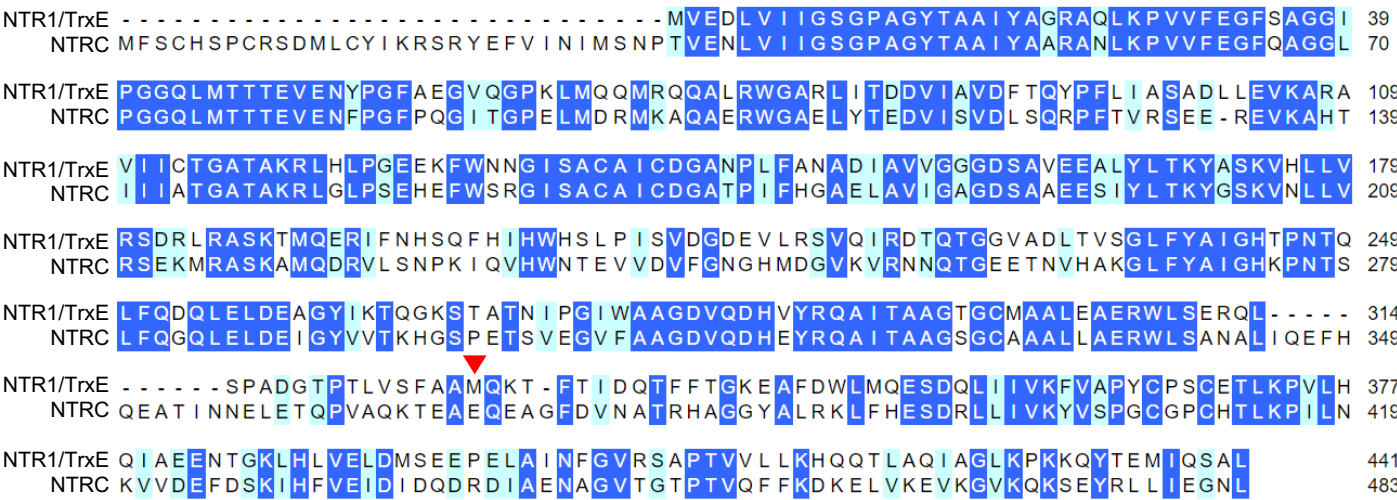 NTR1/TrxE - - - - - - - - - - - - - - - - - - - - - - - - - - - - - - - MVEDLVIIGSGPAGYTAAIYAGRAQLKPVVFEGFSAGGI 39
NTRC MFSCHSPCRSDMLCYIKRSRYEFVINIMSNPTVENLVIIGSGPAGYTAAIYAARANLKPVVFEGFQAGGL 70
NTR1/TrxE PGGQLMTTTEVENYPGFAEGVQGPKLMQQMRQQALRWGARLITDDVIAVDFTQYPFLIASADLLEVKARA 109
NTRC PGGQLMTTTEVENFPGFPQGITGPELMDRMKAQAERWGAELYTEDVISVDLSQRPFTVRSEE-REVKAHT 139
NTR1/TrxE VIICTGATAKRLHLPGEEKFWNNGISACAICDGANPLFANADIAVVGGGDSAVEEALYLTKYASKVHLLV 179
NTRC IIIATGATAKRLGLPSEHEFWSRGISACAICDGATPIFHGAELAVIGAGDSAAEESIYLTKYGSKVNLLV 209
NTR1/TrxE RSDRLRASKTMQERIFNHSQFHIHWHSLPISVDGDEVLRSVQIRDTQTGGVADLTVSGLFYAIGHTPNTQ 249
NTRC RSEKMRASKAMQDRVLSNPKIQVHWNTEVVDVFGNGHMDGVKVRNNQTGEETNVHAKGLFYAIGHKPNTS 279
NTR1/TrxE LFQDQLELDEAGYIKTQGKSTATNIPGIWAAGDVQDHVYRQAITAAGTGCMAALEAERWLSERQL- - - - - 314
NTRC LFQGQLELDEIGYVVTKHGSPETSVEGVFAAGDVQDHEYRQAITAAGSGCAAALLAERWLSANALIQEFH 349
NTR1/TrxE - - - - - - SPADGTPTLVSFAAMQKT-FTIDQTFFTGKEAFDWLMQESDQLIIVKFVAPYCPSCETLKPVLH 377
NTRC QEATINNELETQPVAQKTEAEQEAGFDVNATRHAGGYALRKLFHESDRLLIVKYVSPGCGPCHTLKPILN 419
NTR1/TrxE QIAEENTGKLHLVELDMSEEPELAINFGVRSAPTVVLLKHQQTLAQIAGLKPKKQYTEMIQSAL 441
NTRC KVVDEFDSKIHFVEIDIDQDRDIAENAGVTGTPTVQFFKDKELVKEVKGVKQKSEYRLLIEGNL 483